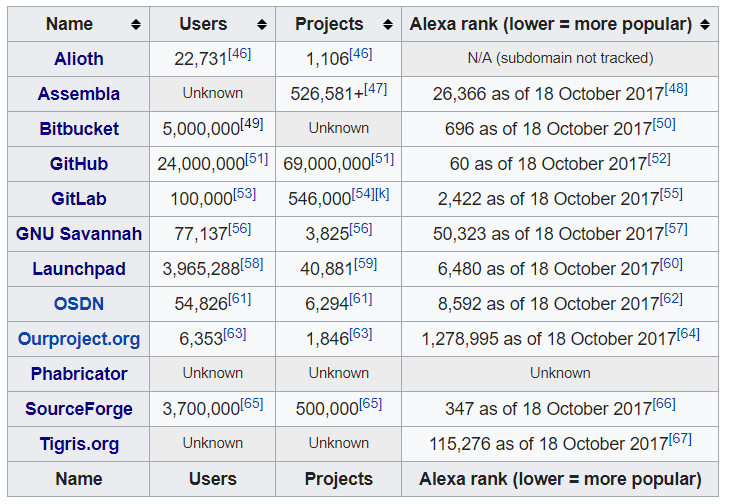 Name Users Projects Alexa rank (lower = more popular)
Alioth 22,731[46] 1,106[46] N/A (subdomain not tracked)
Assembla Unknown 526,581+[47] 26,366 as of 18 October 2017[48]
Bitbucket 5,000,000[49] Unknown 696 as of 18 October 2017[50]
GitHub 24,000,000[51] 69,000,000[51] 60 as of 18 October 2017[52]
GitLab 100,000[53] 546,000[54][K] 2,422 as of 18 October 2017[55]
GNU Savannah 77,137[56] 3,825[56] 50,323 as of 18 October 2017[57]
Launchpad 3,965,288[58] 40,881[59] 6,480 as of 18 October 2017[60]
OSDN 54,826[61] 6,294[61] 8,592 as of 18 October 2017[62]
Ourproject.org 6,353[63] 1,846[63] 1,278,995 as of 18 October 2017[64]
Phabricator Unknown Unknown Unknown
SourceForge 3,700,000[65] 500,000[65] 347 as of 18 October 2017[66]
Tigris.org Unknown Unknown 115,276 as of 18 October 2017[67]
Name Users Projects Alexa rank (lower = more popular)